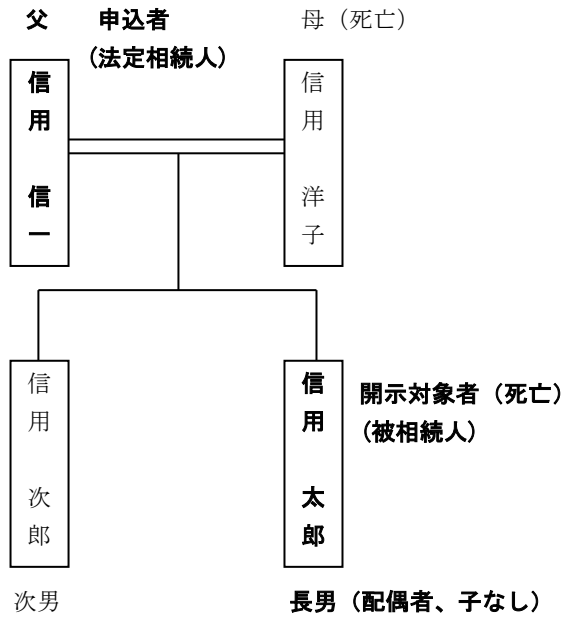 父 申込者 母（死亡）
（法定相続人）
信用 信一
信用 洋子
信用 次郎
信用 太郎
開示対象者（死亡）
（被相続人）
次男 長男（配偶者、子なし）